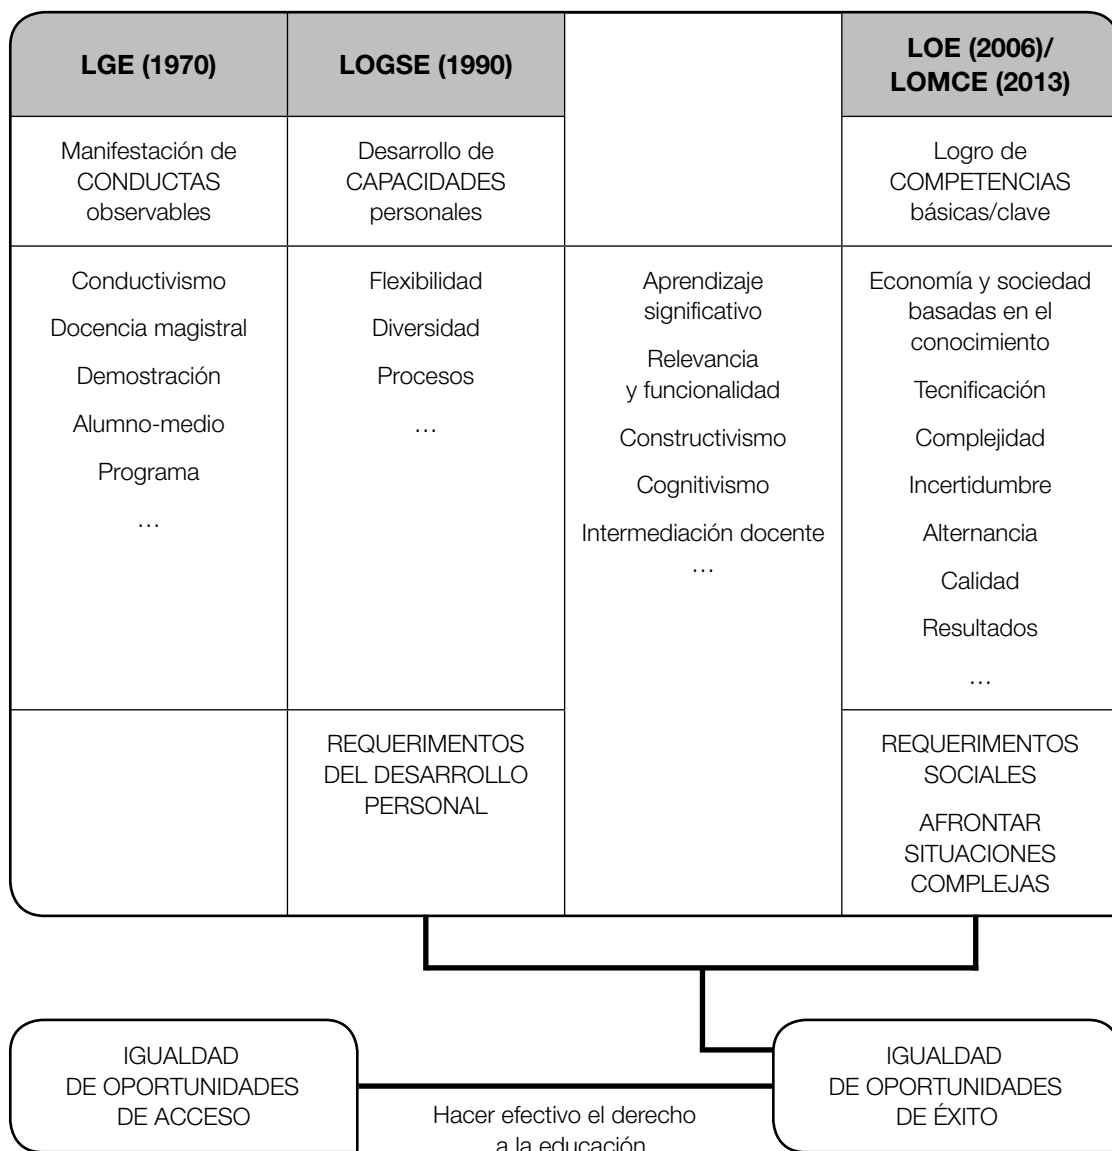 LGE (1970)
LOGSE (1990)
LOE (2006)/
LOMCE (2013)
Manifestación de
CONDUCTAS
observables
Desarrollo de
CAPACIDADES
personales
Logro de
COMPETENCIAS
básicas/clave
Conductivismo
Docencia magistral
Demostración
Alumno-medio
Programa
…
Flexibilidad
Diversidad
Procesos
…
Aprendizaje
significativo
Relevancia
y funcionalidad
Constructivismo
Cognitivismo
Intermediación docente
…
Economía y sociedad
basadas en el
conocimiento
Tecnificación
Complejidad
Incertidumbre
Alternancia
Calidad
Resultados
…
REQUERIMENTOS
DEL DESARROLLO
PERSONAL
REQUERIMENTOS
SOCIALES
AFRONTAR
SITUACIONES
COMPLEJAS
IGUALDAD
DE OPORTUNIDADES
DE ACCESO
Hacer efectivo el derecho
a la educación
IGUALDAD
DE OPORTUNIDADES
DE ÉXITO